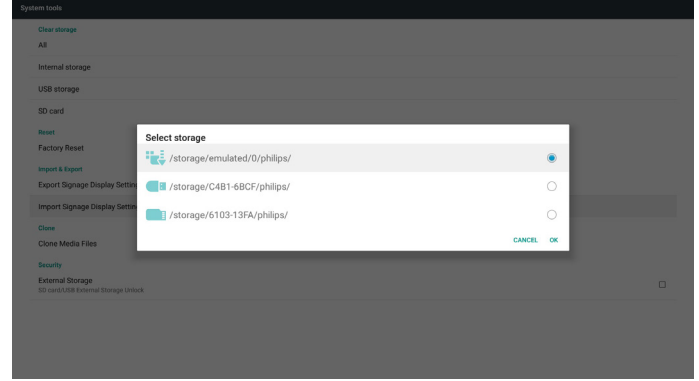 System tools
Clear storage
All
Internal storage
USB storage
SD card
Reset
Factory Reset
Import & Export
Export Signage Display Settin
Import Signage Display Settin
Clone
Clone Media Files
Security
External Storage
SD card/USB External Storage Unlock
Select storage
/storage/emulated/0/philips/
/storage/C4B1-6BCF/philips/
/storage/6103-13FA/philips/
CANCEL OK